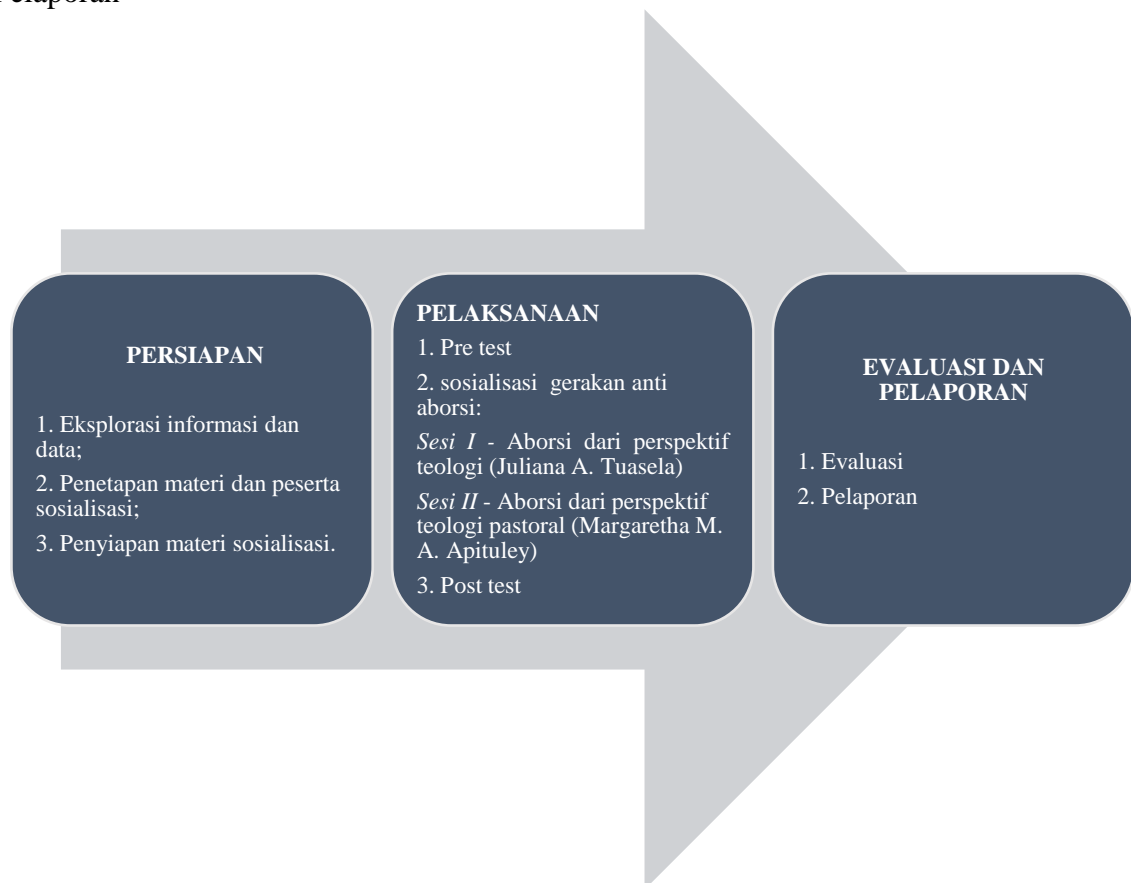 PERSIAPAN
1. Eksplorasi informasi dan
data;
2. Penetapan materi dan peserta
sosialisasi;
3. Penyiapan materi sosialisasi.
PELAKSANAAN
1. Pre test
2. sosialisasi gerakan anti
aborsi:
Sesi I - Aborsi dari perspektif
teologi (Juliana A. Tuasela)
Sesi II - Aborsi dari perspektif
teologi pastoral (Margaretha M.
A. Apituley)
3. Post test
EVALUASI DAN
PELAPORAN
1. Evaluasi
2. Pelaporan